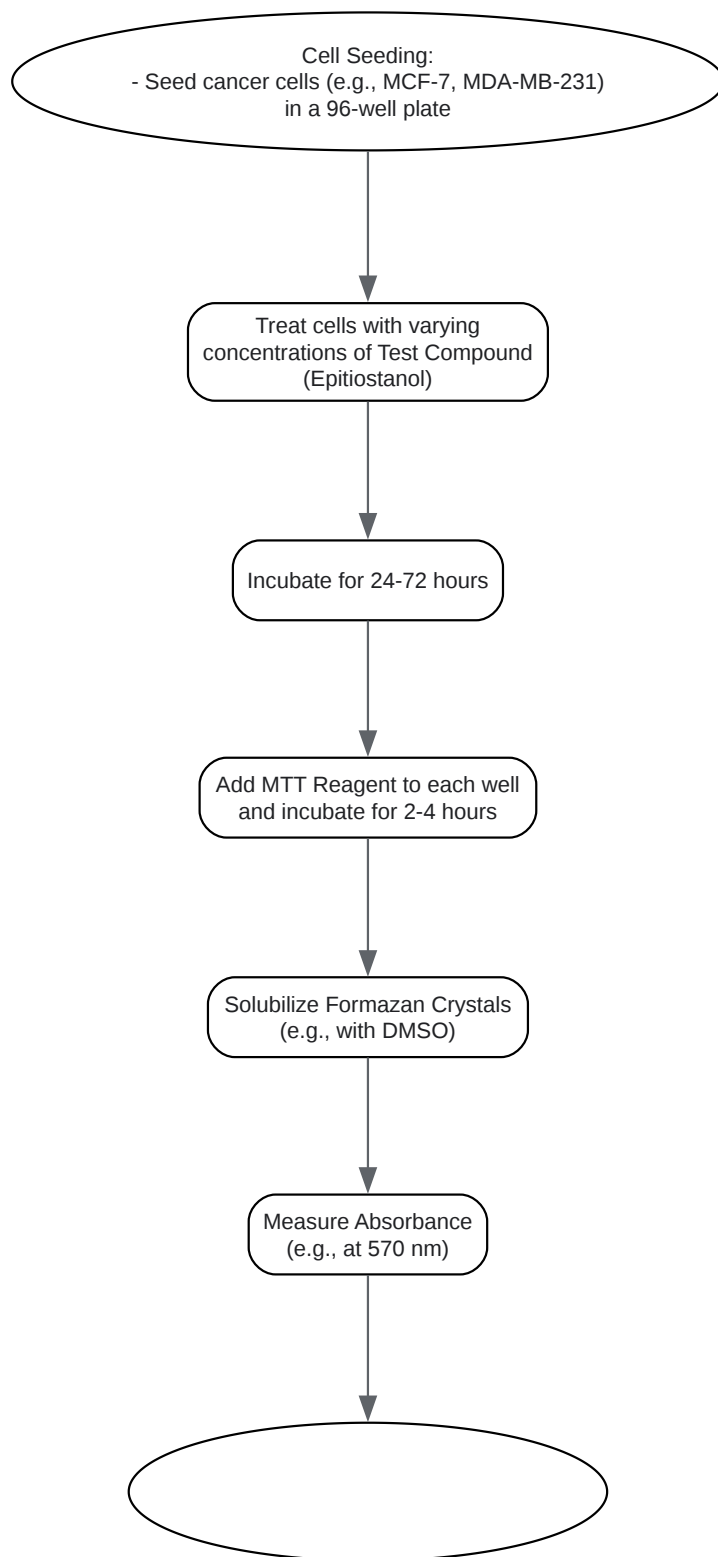 Cell Seeding:
- Seed cancer cells (e.g., MCF-7, MDA-MB-231)
in a 96-well plate
Treat cells with varying
concentrations of Test Compound
(Epitiostanol)
Incubate for 24-72 hours
Add MTT Reagent to each well
and incubate for 2-4 hours
Solubilize Formazan Crystals
(e.g., with DMSO)
Measure Absorbance
(e.g., at 570 nm)